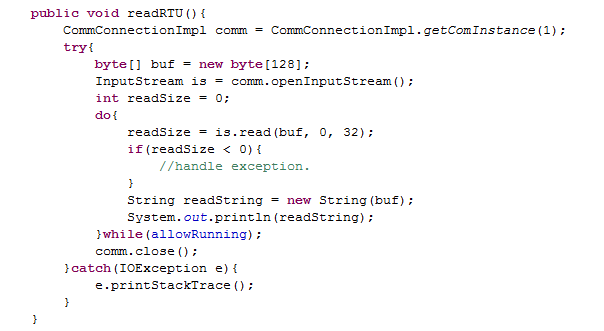 public void readRTU(){
    CommConnectionImpl comm = CommConnectionImpl.getComInstance(1);
    try{
        byte[] buf = new byte[128];
        InputStream is = comm.openInputStream();
        int readSize = 0;
        do{
            readSize = is.read(buf, 0, 32);
            if(readSize < 0){
                //handle exception.
            }
            String readString = new String(buf);
            System.out.println(readString);
        }while(allowRunning);
        comm.close();
    }catch(IOException e){
        e.printStackTrace();
    }
}